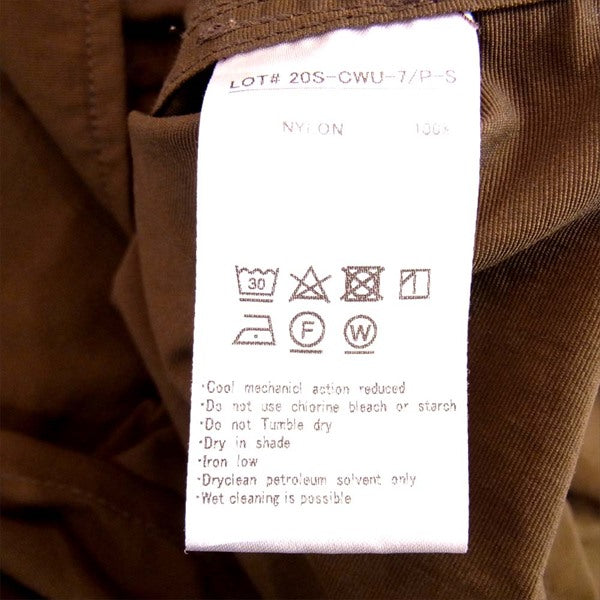 LOT# 20S-CWU-7/P-S
NYLON 100%
30
F W
·Cool mechanicl action reduced
·Do not use chlorine bleach or starch
·Do not Tumble dry
·Dry in shade
·Iron low
·Dryclean petroleum solvent only
·Wet cleaning is possible